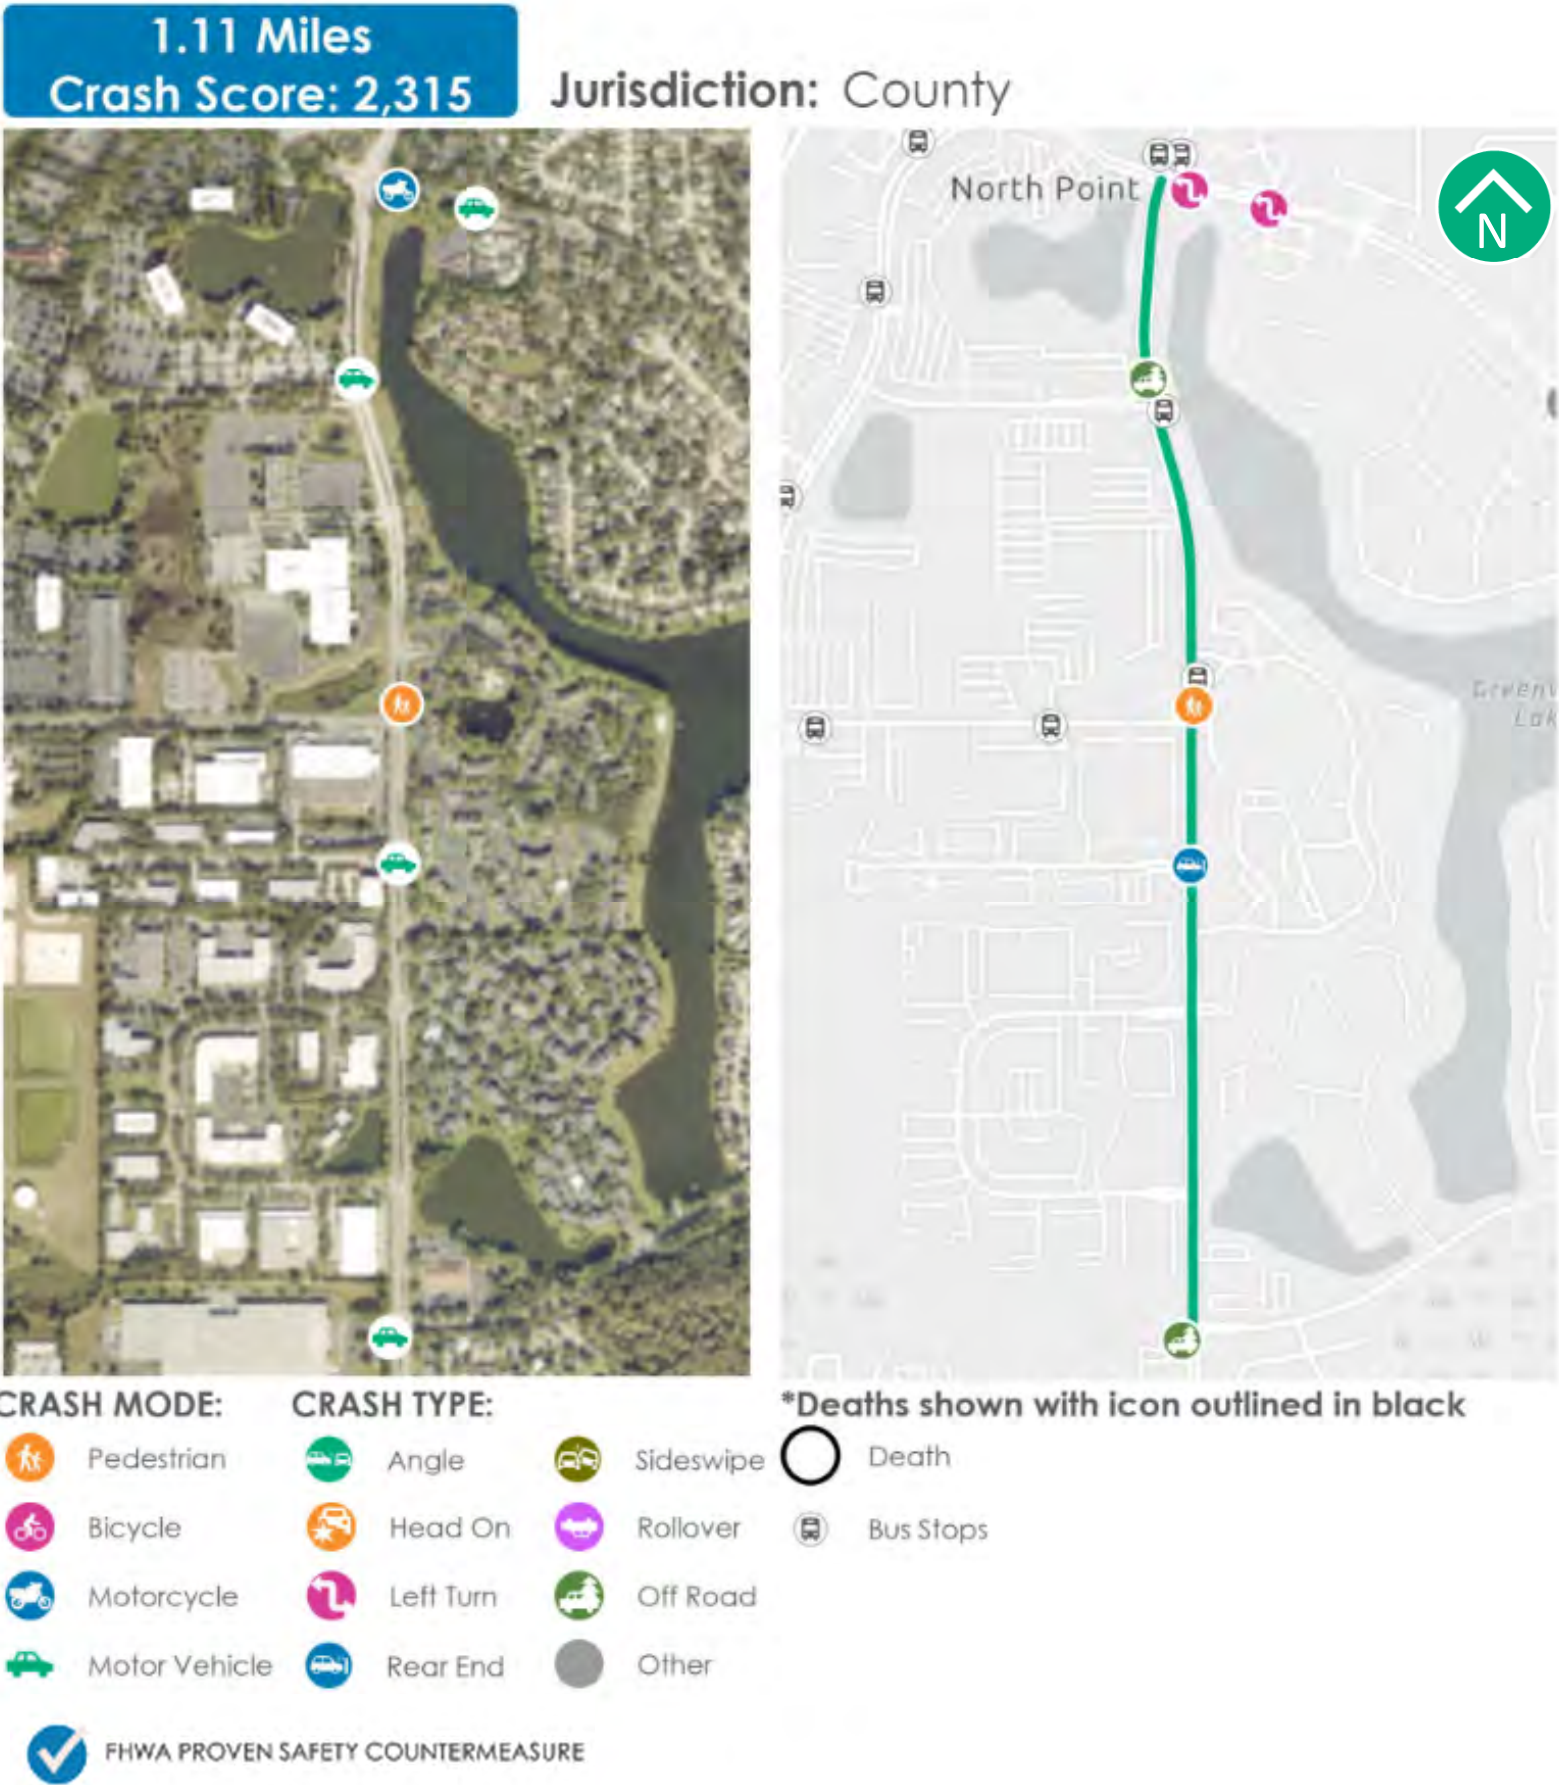 1.11 Miles
Crash Score: 2,315
Jurisdiction: County
North Point
N
CRASH MODE:
Pedestrian
Bicycle
Motorcycle
Motor Vehicle
CRASH TYPE:
Angle
Head On
Left Turn
Rear End
Sideswipe
Rollover
Off Road
Other
*Deaths shown with icon outlined in black
Death
Bus Stops
FHWA PROVEN SAFETY COUNTERMEASURE